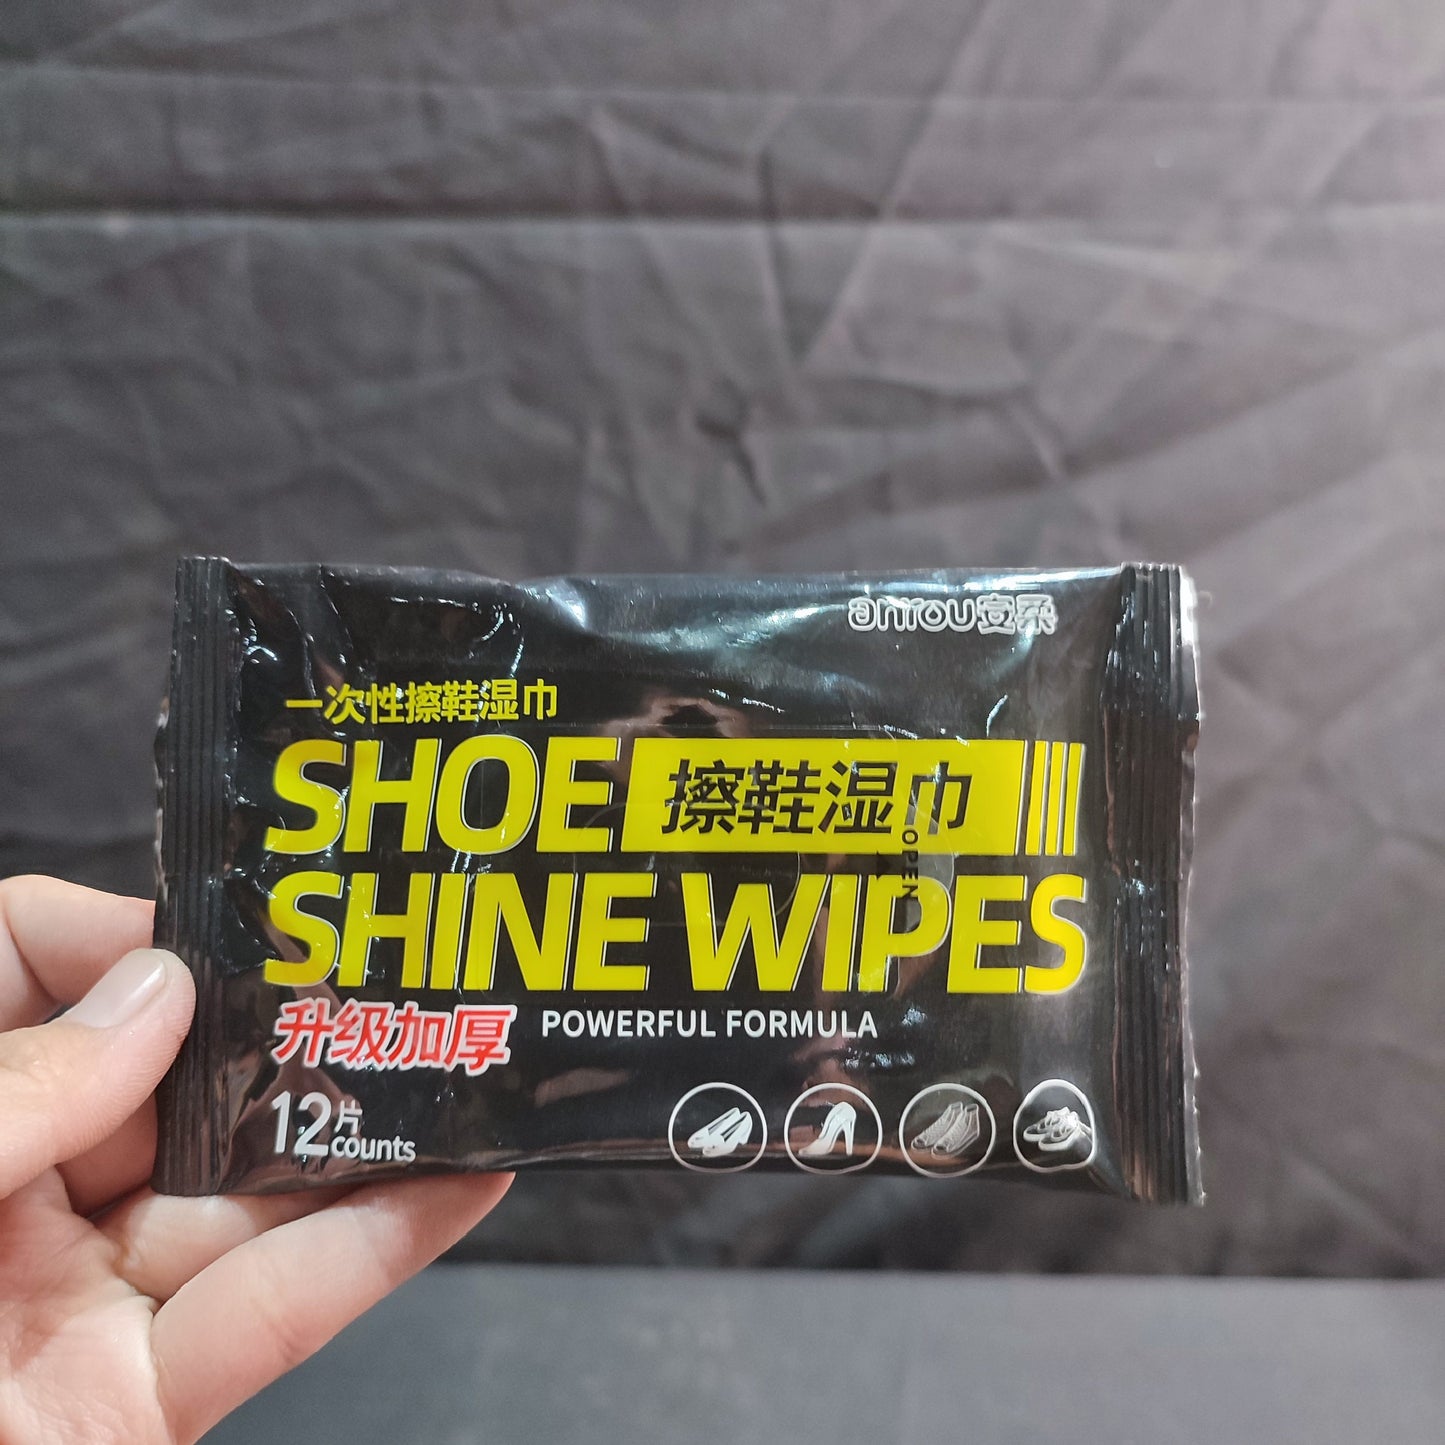 anrou安柔
一次性擦鞋湿巾
SHOE 擦鞋湿巾
OPEN
SHINE WIPES
升级加厚 POWERFUL FORMULA
12片
counts